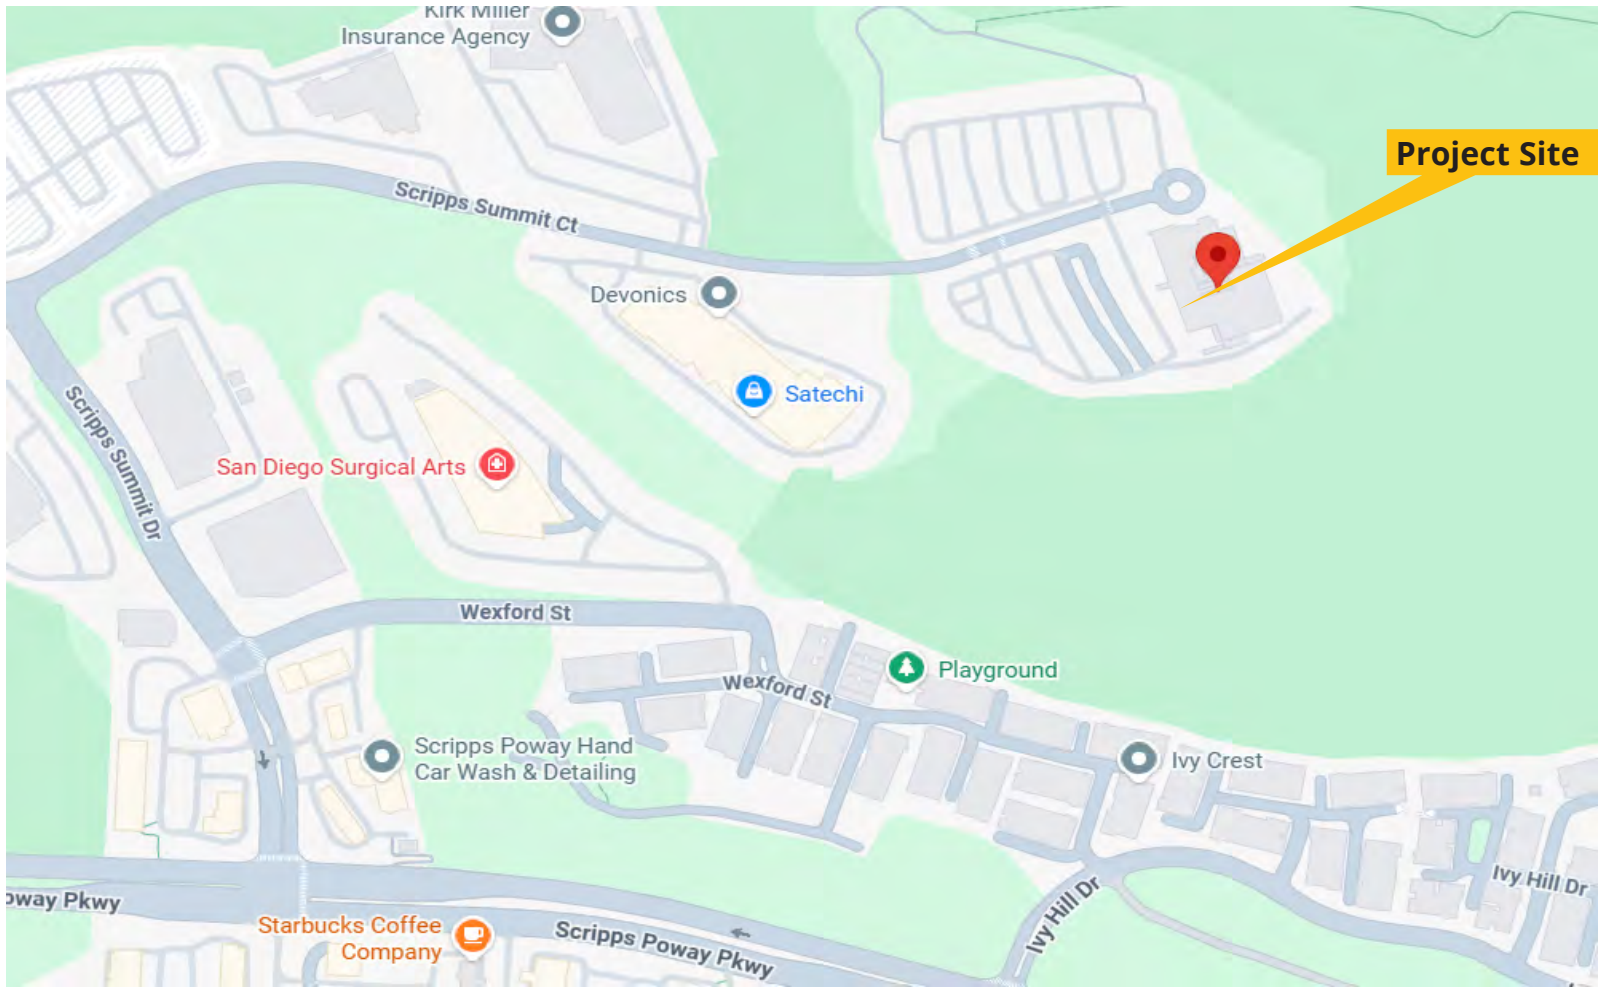 Kirk Miller
Insurance Agency
Project Site
Scripps Summit Ct
Devonics
Satechi
Scripps Summit Dr
San Diego Surgical Arts
Wexford St
Playground
Wexford St
Scripps Poway Hand
Car Wash & Detailing
Ivy Crest
Ivy Hill Dr
Ivy Hill Dr
oway Pkwy
Starbucks Coffee
Company
Scripps Poway Pkwy